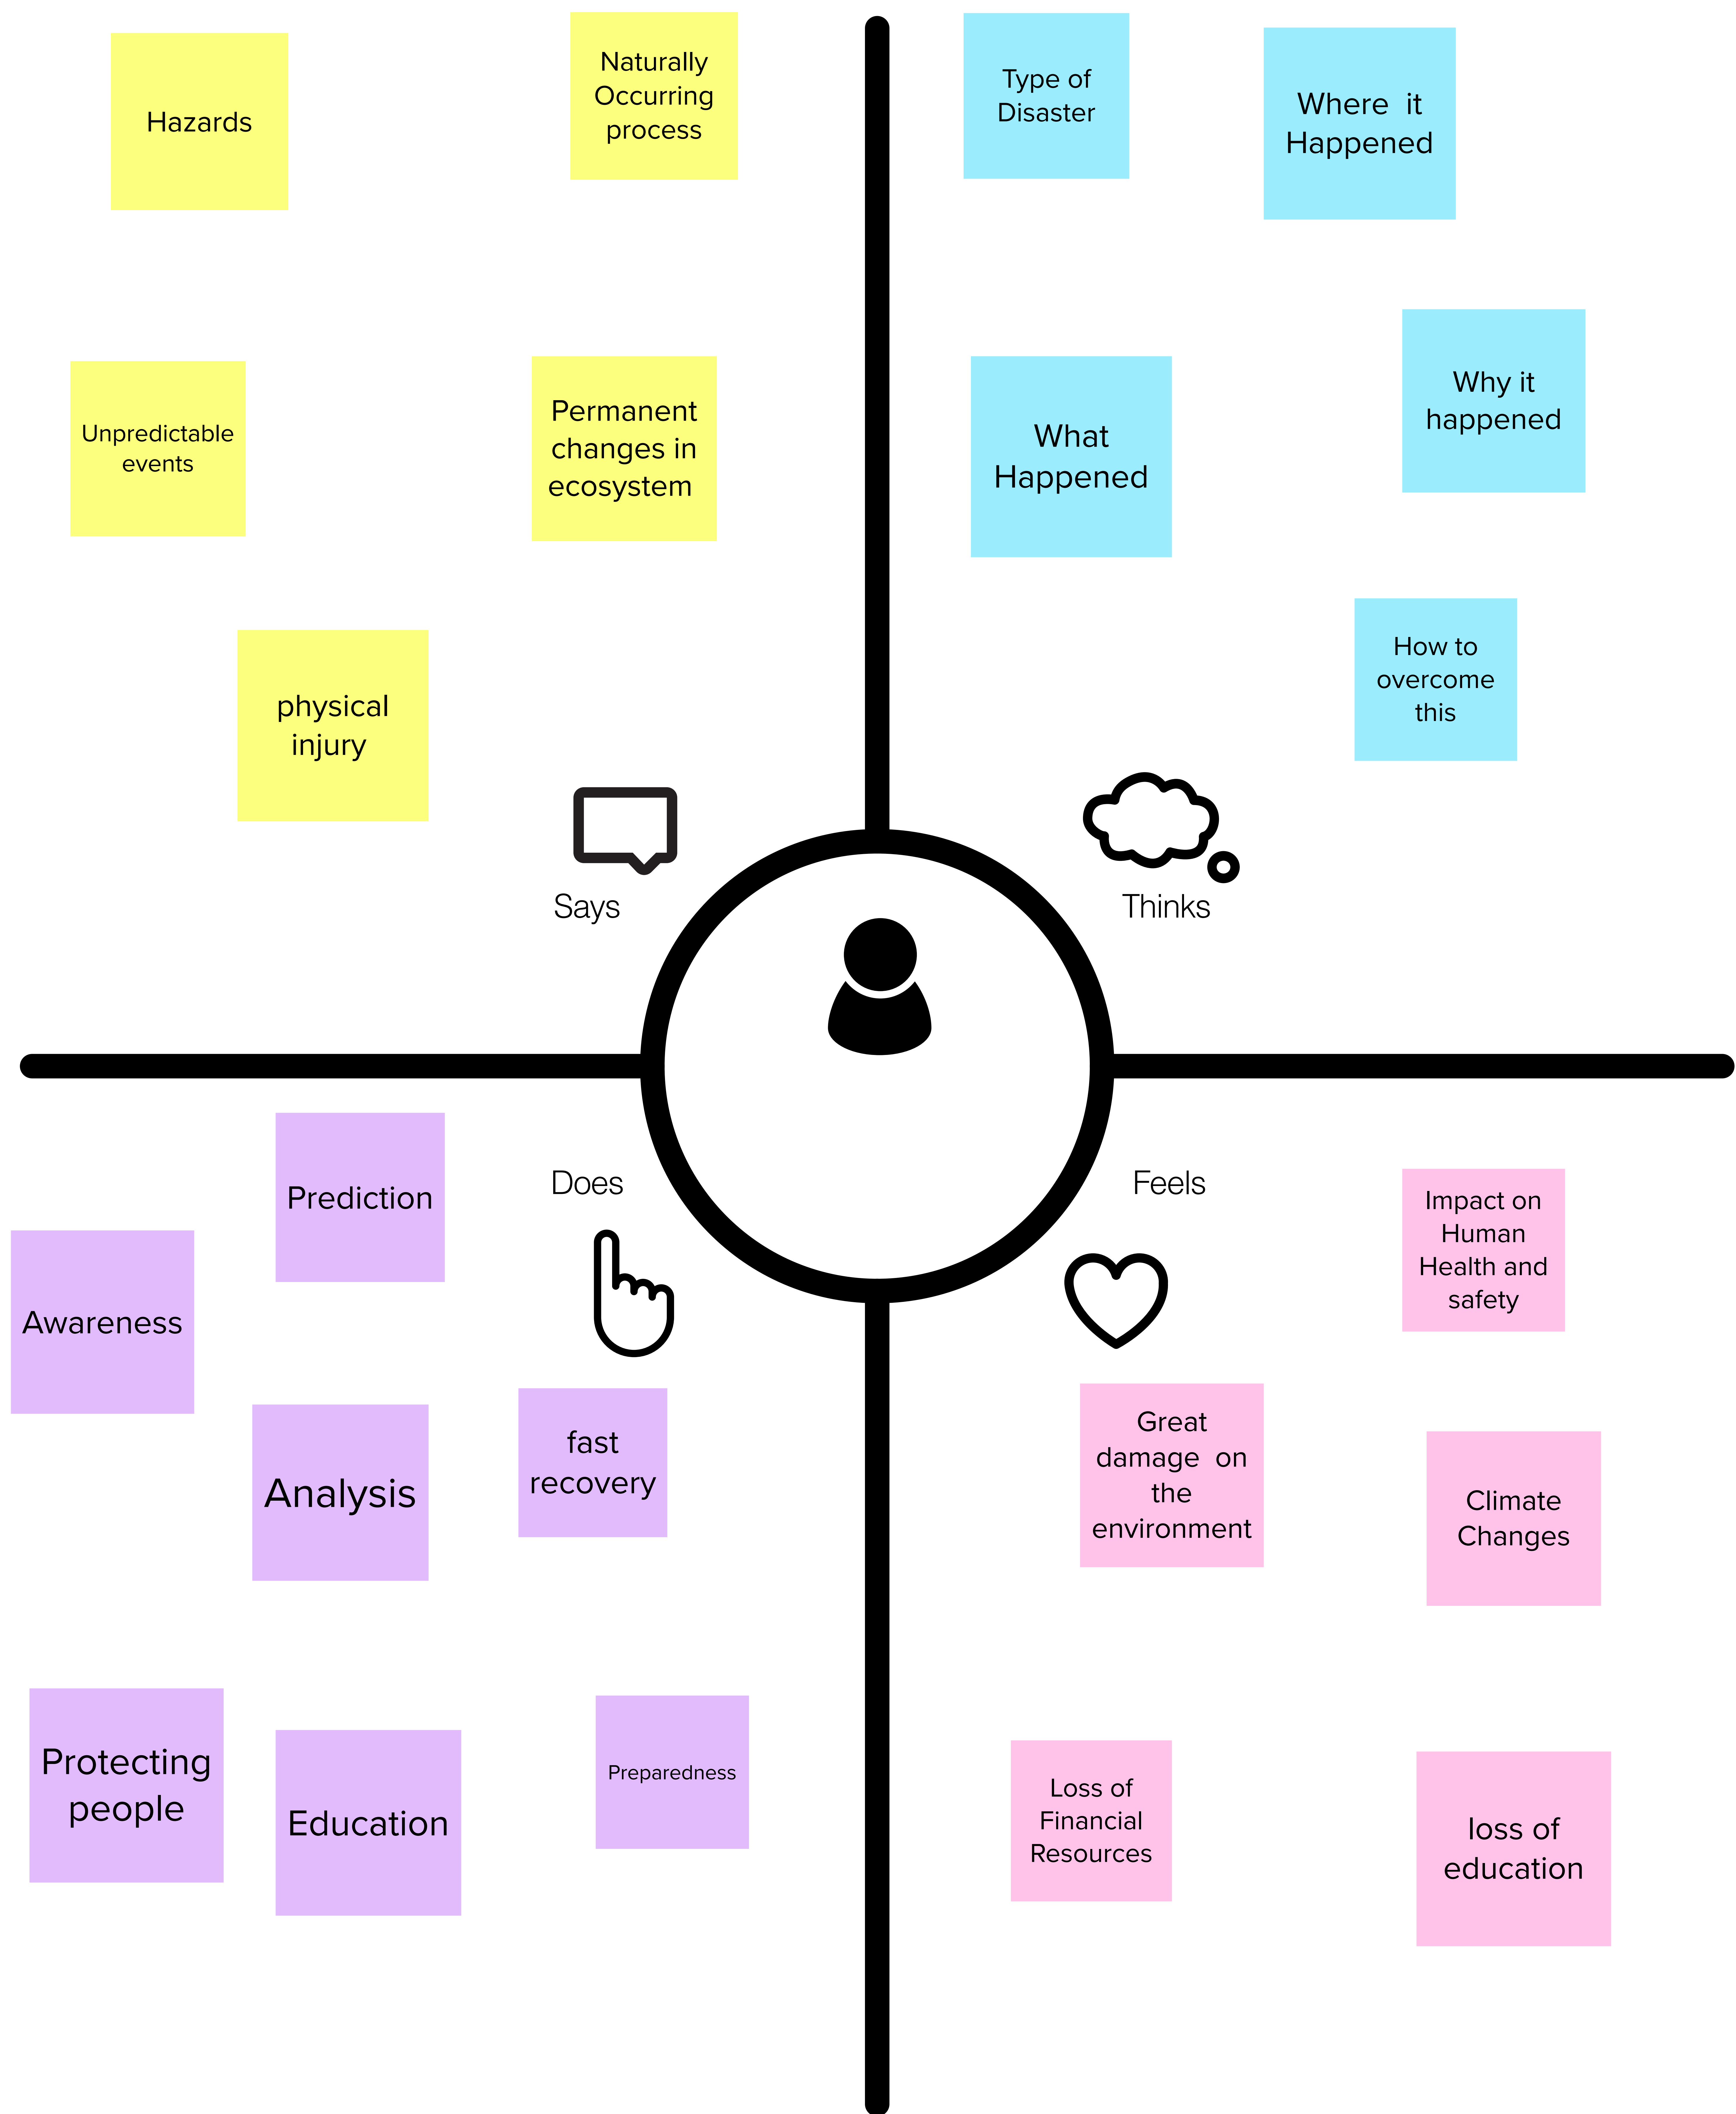 Hazards
Naturally
Occurring
process
Unpredictable
events
Permanent
changes in
ecosystem
physical
injury
Says
Type of
Disaster
Where it
Happened
What
Happened
Why it
happened
How to
overcome
this
Thinks
Does
Prediction
Awareness
Analysis
fast
recovery
Protecting
people
Education
Preparedness
Feels
Impact on
Human
Health and
safety
Great
damage on
the
environment
Climate
Changes
Loss of
Financial
Resources
loss of
education